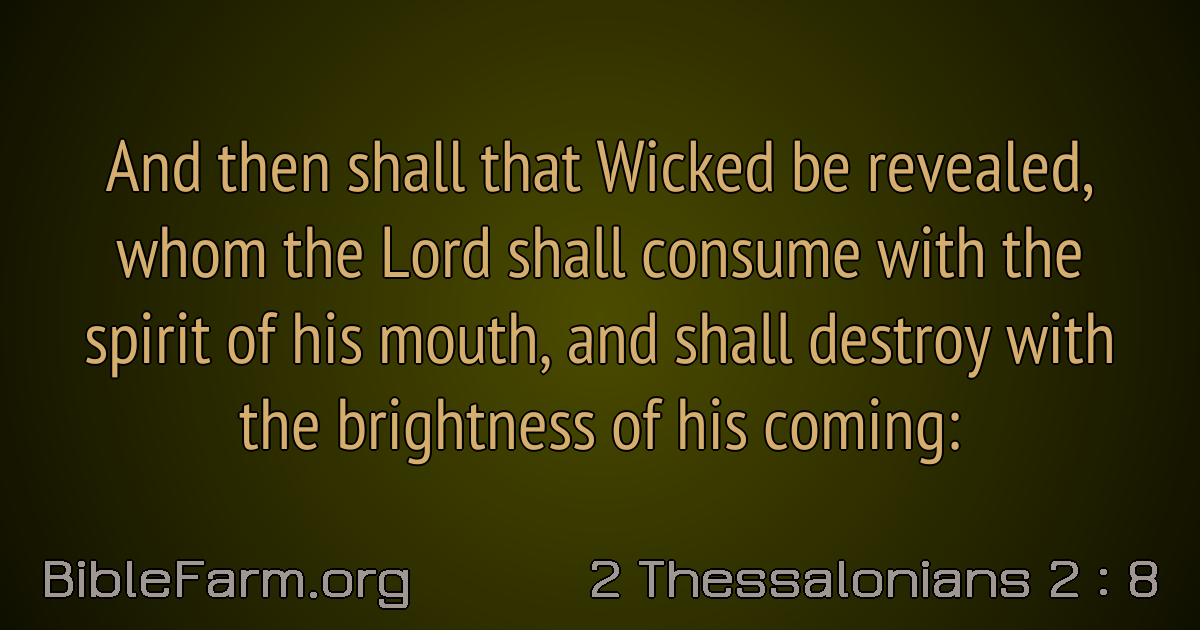 And then shall that Wicked be revealed,
whom the Lord shall consume with the
spirit of his mouth, and shall destroy with
the brightness of his coming:
BibleFarm.org
2 Thessalonians 2 : 8